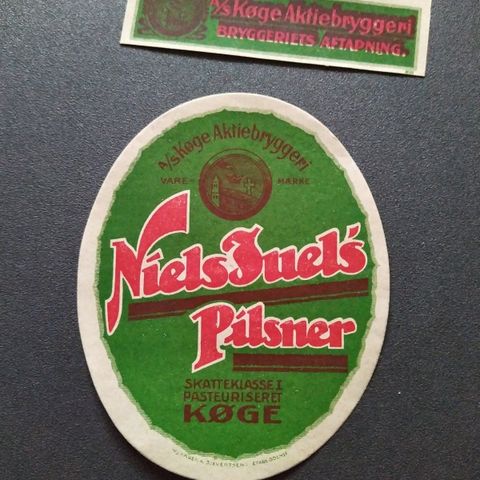 A/S Køge Aktiebryggeri
BRYGGERIETS AFTAPNING.
A/S Køge Aktiebryggeri
VARE MÆRKE
Niels Juel's
Pilsner
SKATTEKLASSE I
PASTEURISERET
KØGE